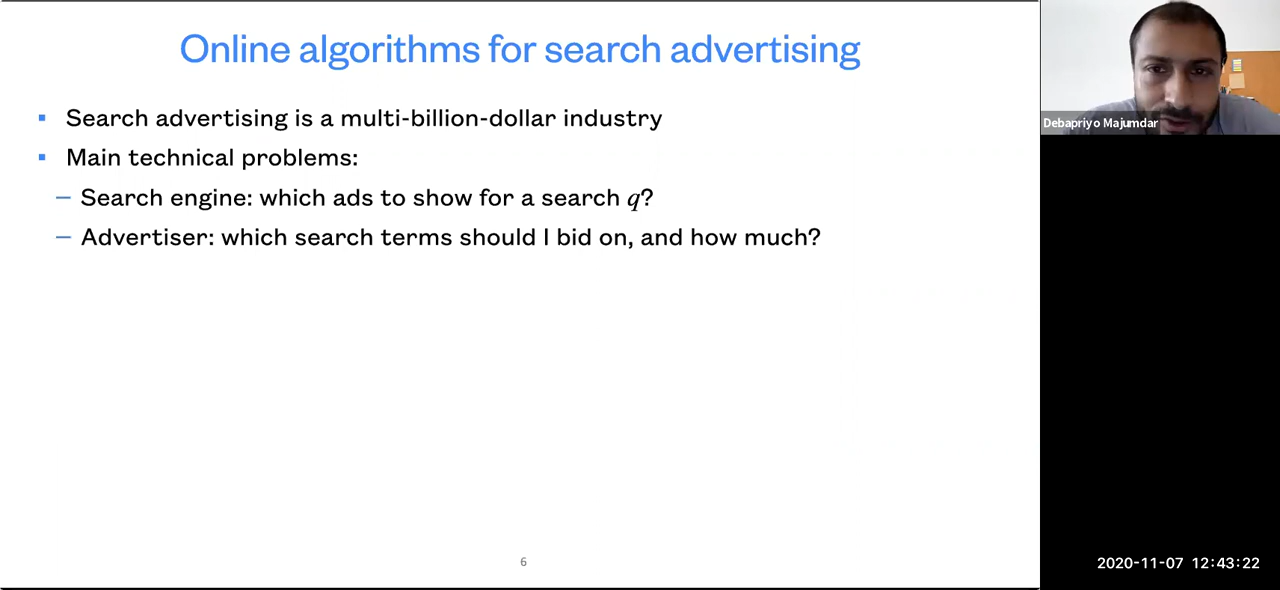 Online algorithms for search advertising
▪ Search advertising is a multi-billion-dollar industry
▪ Main technical problems:
– Search engine: which ads to show for a search q?
– Advertiser: which search terms should I bid on, and how much?
6
Debapriyo Majumdar
2020-11-07 12:43:22